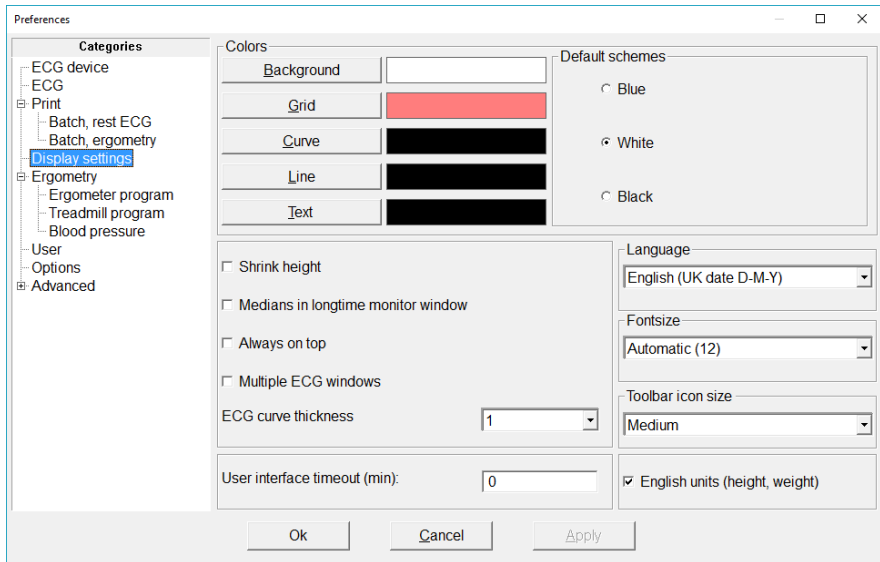 Preferences
Categories
ECG device
ECG
Print
Batch, rest ECG
Batch, ergometry
Display settings
Ergometry
Ergometer program
Treadmill program
Blood pressure
User
Options
Advanced
Colors
Background
Grid
Curve
Line
Text
Default schemes
Blue
White
Black
Shrink height
Medians in longtime monitor window
Always on top
Multiple ECG windows
ECG curve thickness
1
User interface timeout (min):
0
Language
English (UK date D-M-Y)
Fontsize
Automatic (12)
Toolbar icon size
Medium
English units (height, weight)
Ok
Cancel
Apply